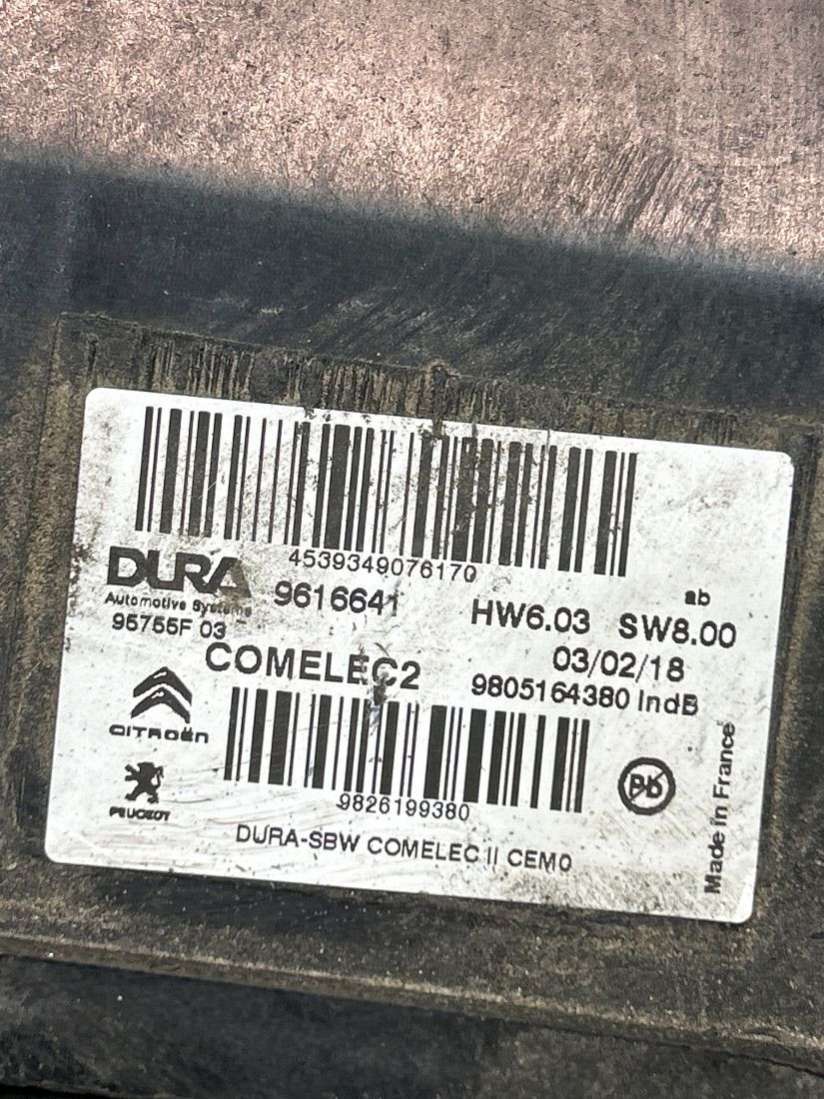 4539349076170
DURA
Automotive Systems
9616641
95755F 03
ab
HW6.03 SW8.00
COMELEC2
03/02/18
9805164380 IndB
CITROËN
9826199380
Pb
PEUGEOT
DURA-SBW COMELEC II CEM0
Made in France